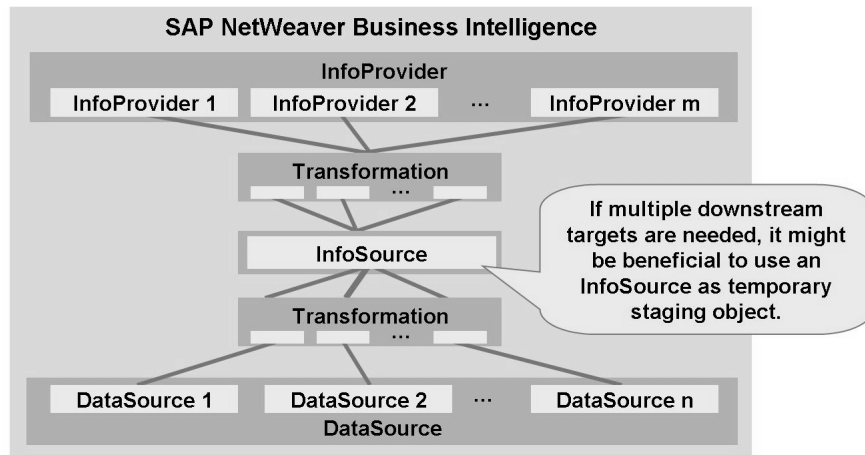 SAP NetWeaver Business Intelligence
InfoProvider
InfoProvider 1 InfoProvider 2 ... InfoProvider m
Transformation
...
If multiple downstream
targets are needed, it might
be beneficial to use an
InfoSource as temporary
staging object.
InfoSource
Transformation
...
DataSource 1 DataSource 2 ... DataSource n
DataSource